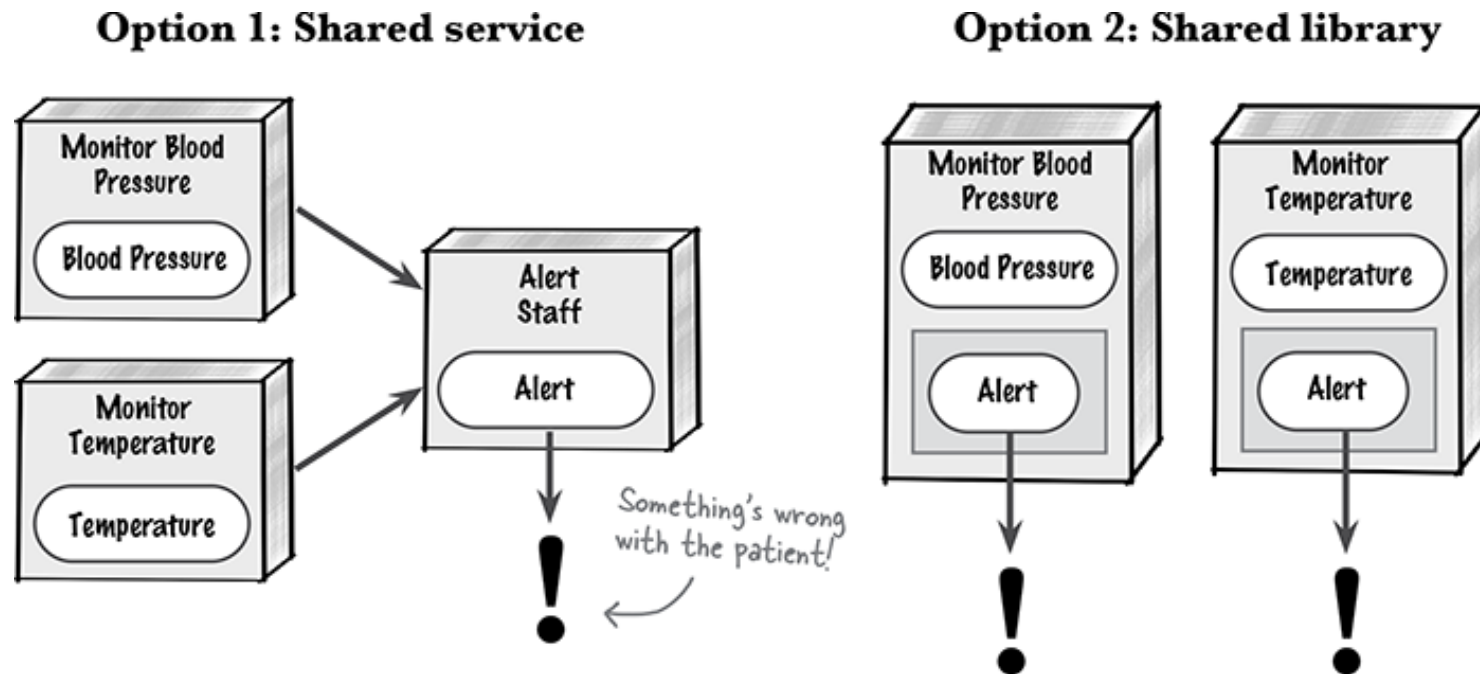 Option 1: Shared service
Monitor Blood
Pressure
Blood Pressure
Monitor
Temperature
Temperature
Alert
Staff
Alert
Something's wrong
with the patient!
!
Option 2: Shared library
Monitor Blood
Pressure
Blood Pressure
Alert
!
Monitor
Temperature
Temperature
Alert
!